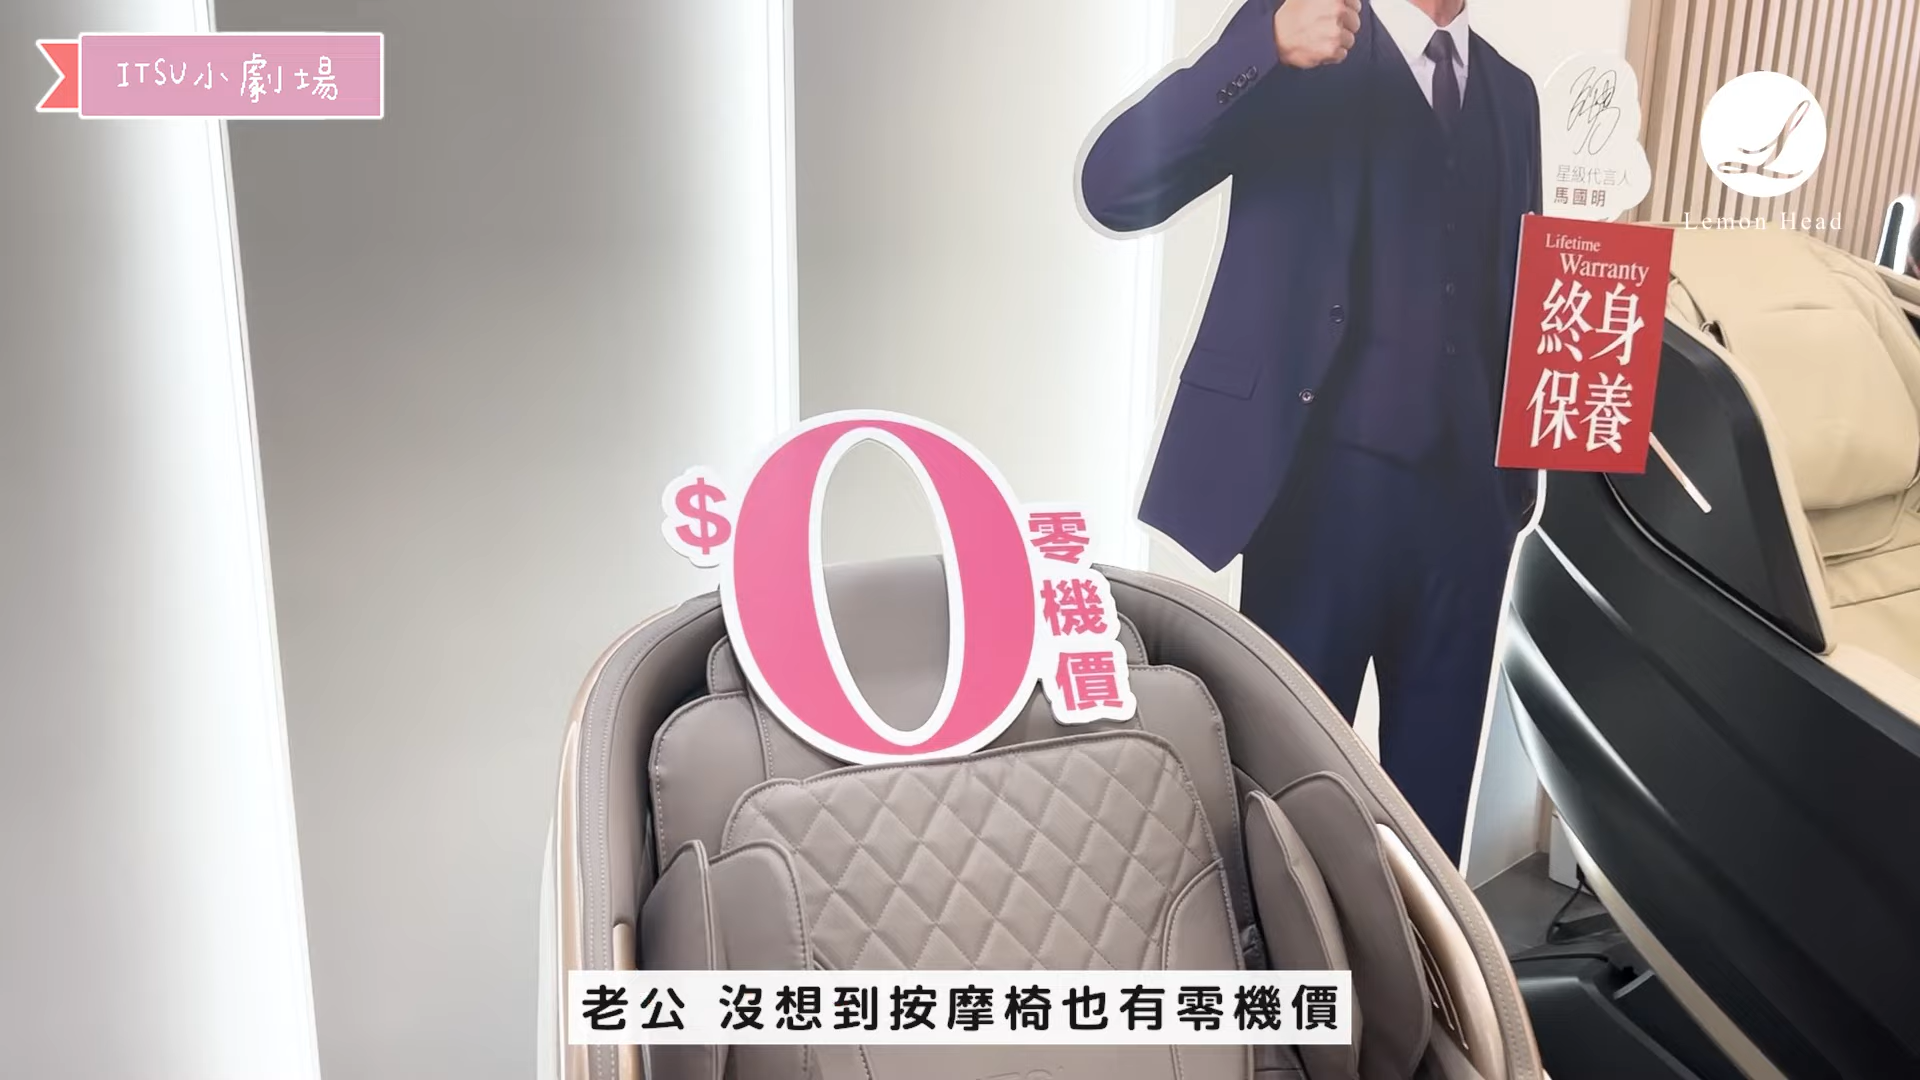 ITSU小劇場
星級代言人
馬國明
Lemon Head
Lifetime
Warranty
終身
保養
$0
零機價
老公 沒想到按摩椅也有零機價